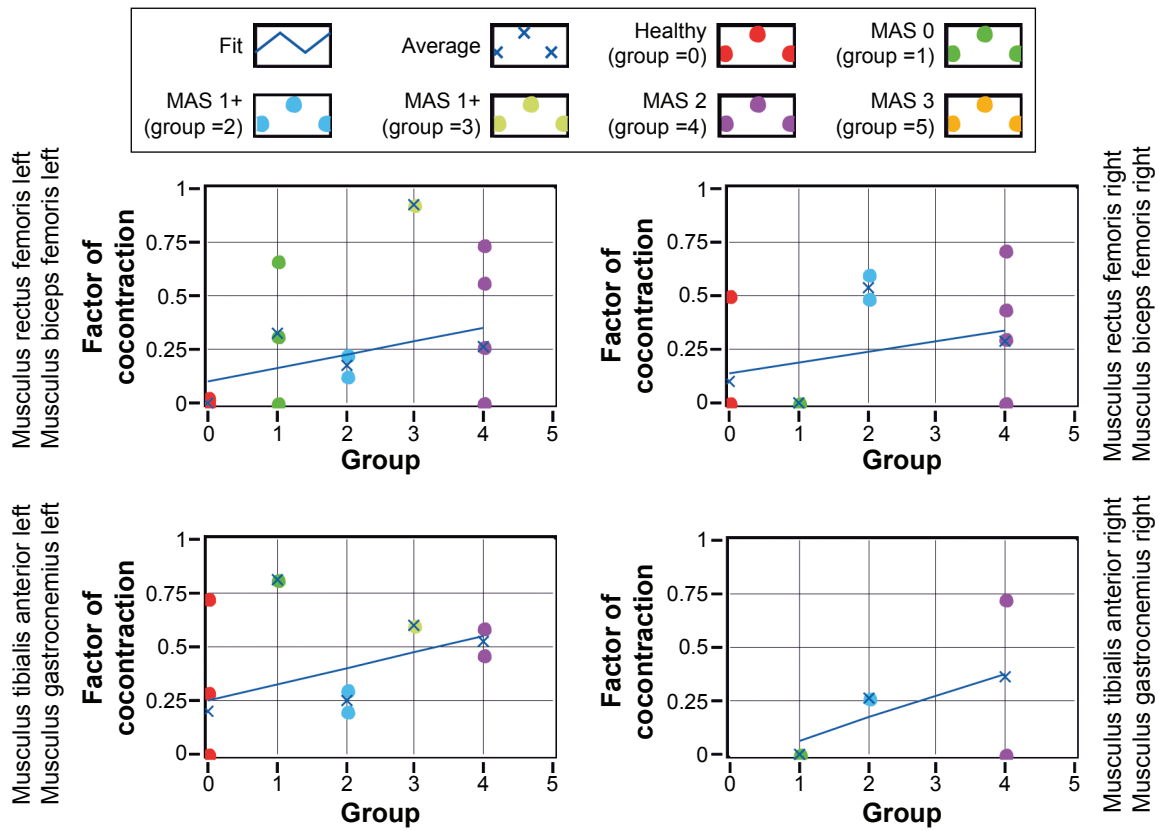 Fit
Average
Healthy
(group =0)
MAS 0
(group =1)
MAS 1+
(group =2)
MAS 1+
(group =3)
MAS 2
(group =4)
MAS 3
(group =5)
Musculus rectus femoris left
Musculus biceps femoris left
Factor of
cocontraction
1
0.75
0.5
0.25
0
0 1 2 3 4 5
Group
Factor of
cocontraction
1
0.75
0.5
0.25
0
0 1 2 3 4 5
Group
Musculus rectus femoris right
Musculus biceps femoris right
Musculus tibialis anterior left
Musculus gastrocnemius left
Factor of
cocontraction
1
0.75
0.5
0.25
0
0 1 2 3 4 5
Group
Factor of
cocontraction
1
0.75
0.5
0.25
0
0 1 2 3 4 5
Group
Musculus tibialis anterior right
Musculus gastrocnemius right